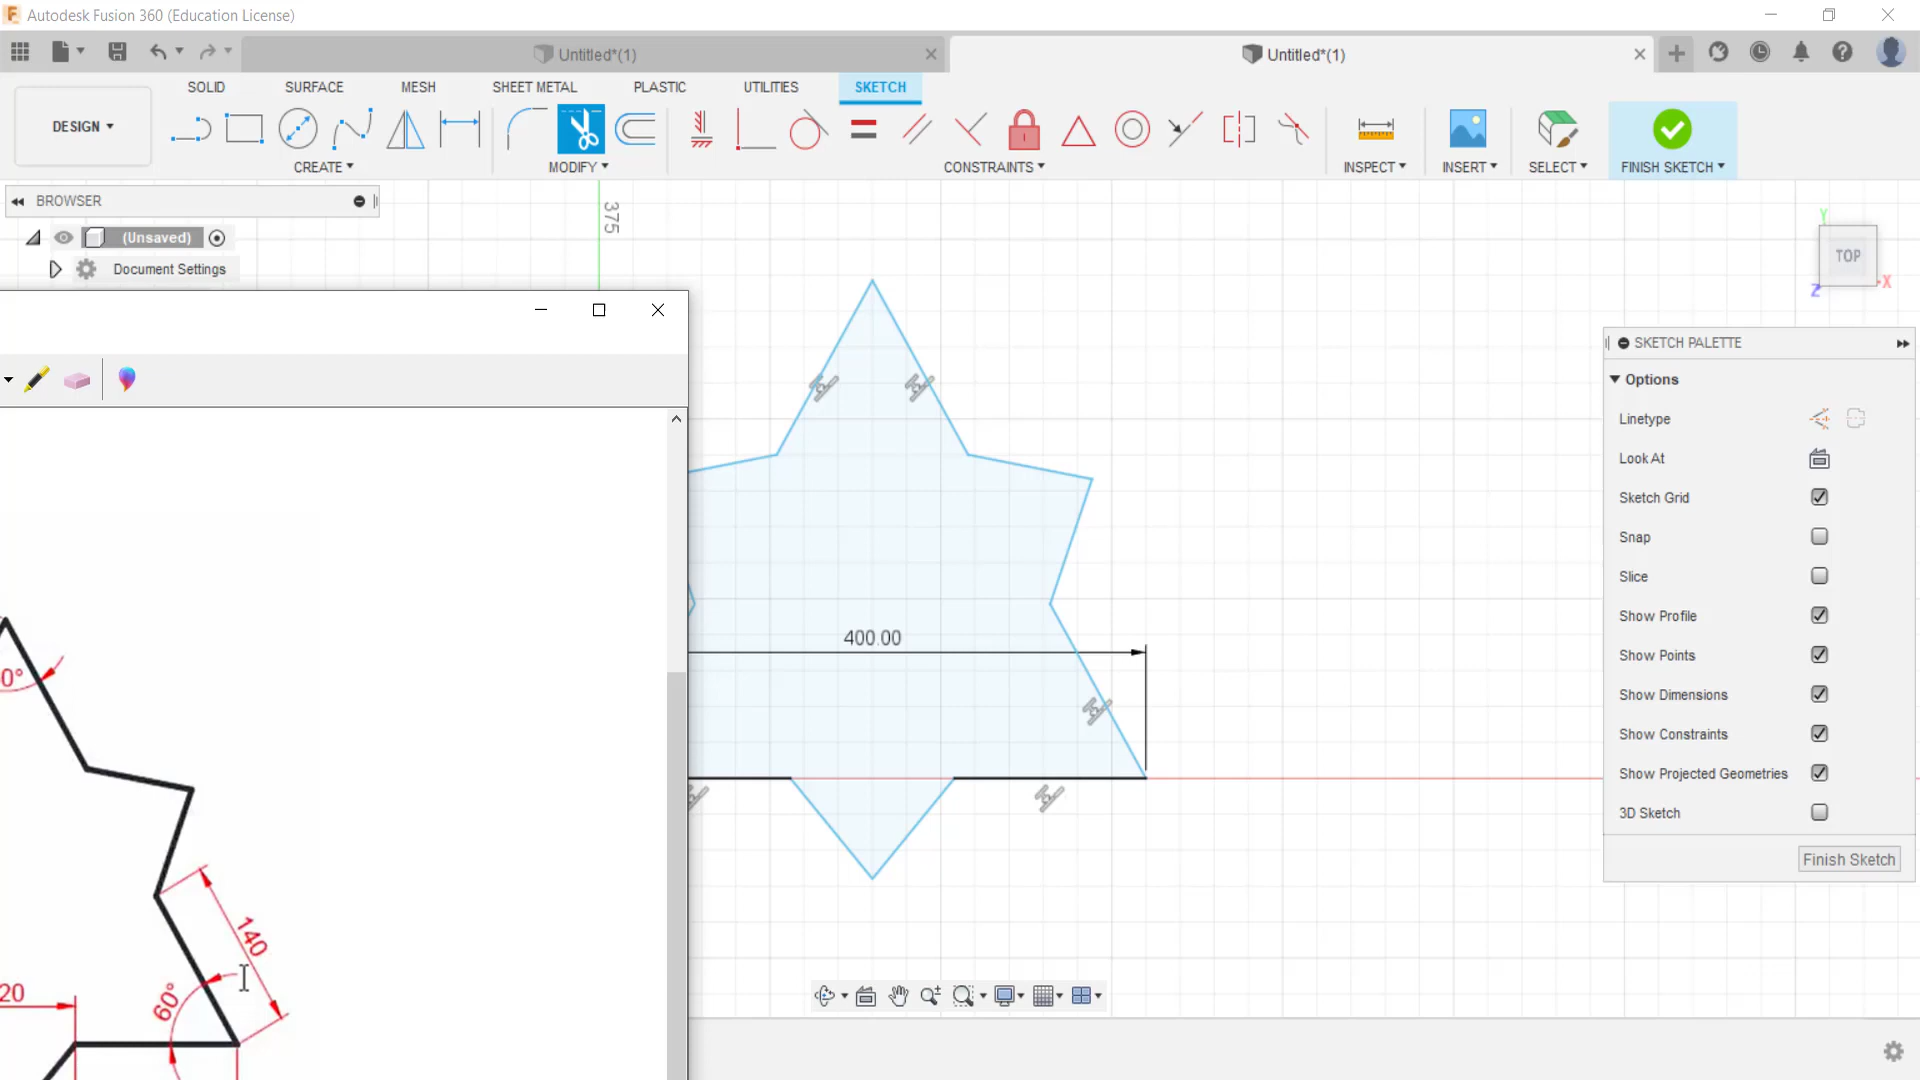 Autodesk Fusion 360 (Education License)
Untitled*(1)
Untitled*(1)
SOLID
SURFACE
MESH
SHEET METAL
PLASTIC
UTILITIES
SKETCH
DESIGN
CREATE
MODIFY
CONSTRAINTS
INSPECT
INSERT
SELECT
FINISH SKETCH
BROWSER
(Unsaved)
Document Settings
375
Y
TOP
X
Z
SKETCH PALETTE
Options
Linetype
Look At
Sketch Grid
Snap
Slice
Show Profile
Show Points
Show Dimensions
Show Constraints
Show Projected Geometries
3D Sketch
Finish Sketch
400.00
0°
140
60°
20